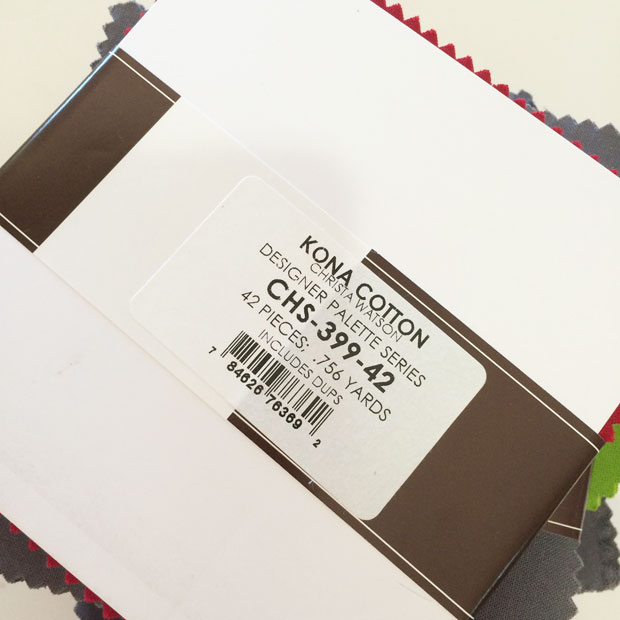 KONA COTTON
CHRISTA WATSON
DESIGNER PALETTE SERIES
CHS-399-42
42 PIECES; .756 YARDS
INCLUDES DUPS
7 84626 76369 2